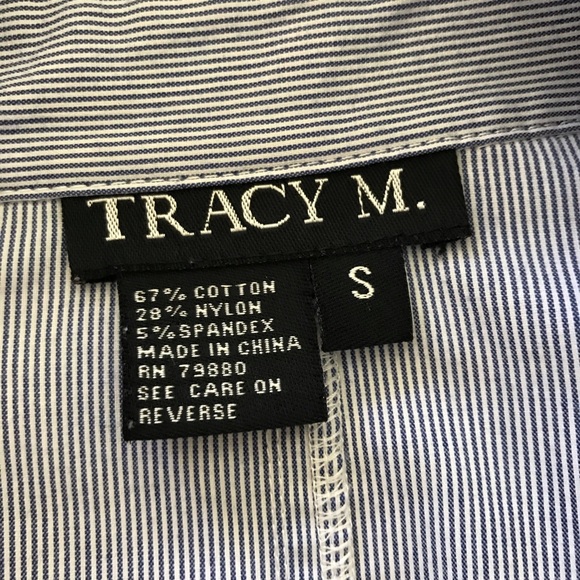 TRACY M.
S
67% COTTON
28% NYLON
5% SPANDEX
MADE IN CHINA
RN 79880
SEE CARE ON
REVERSE